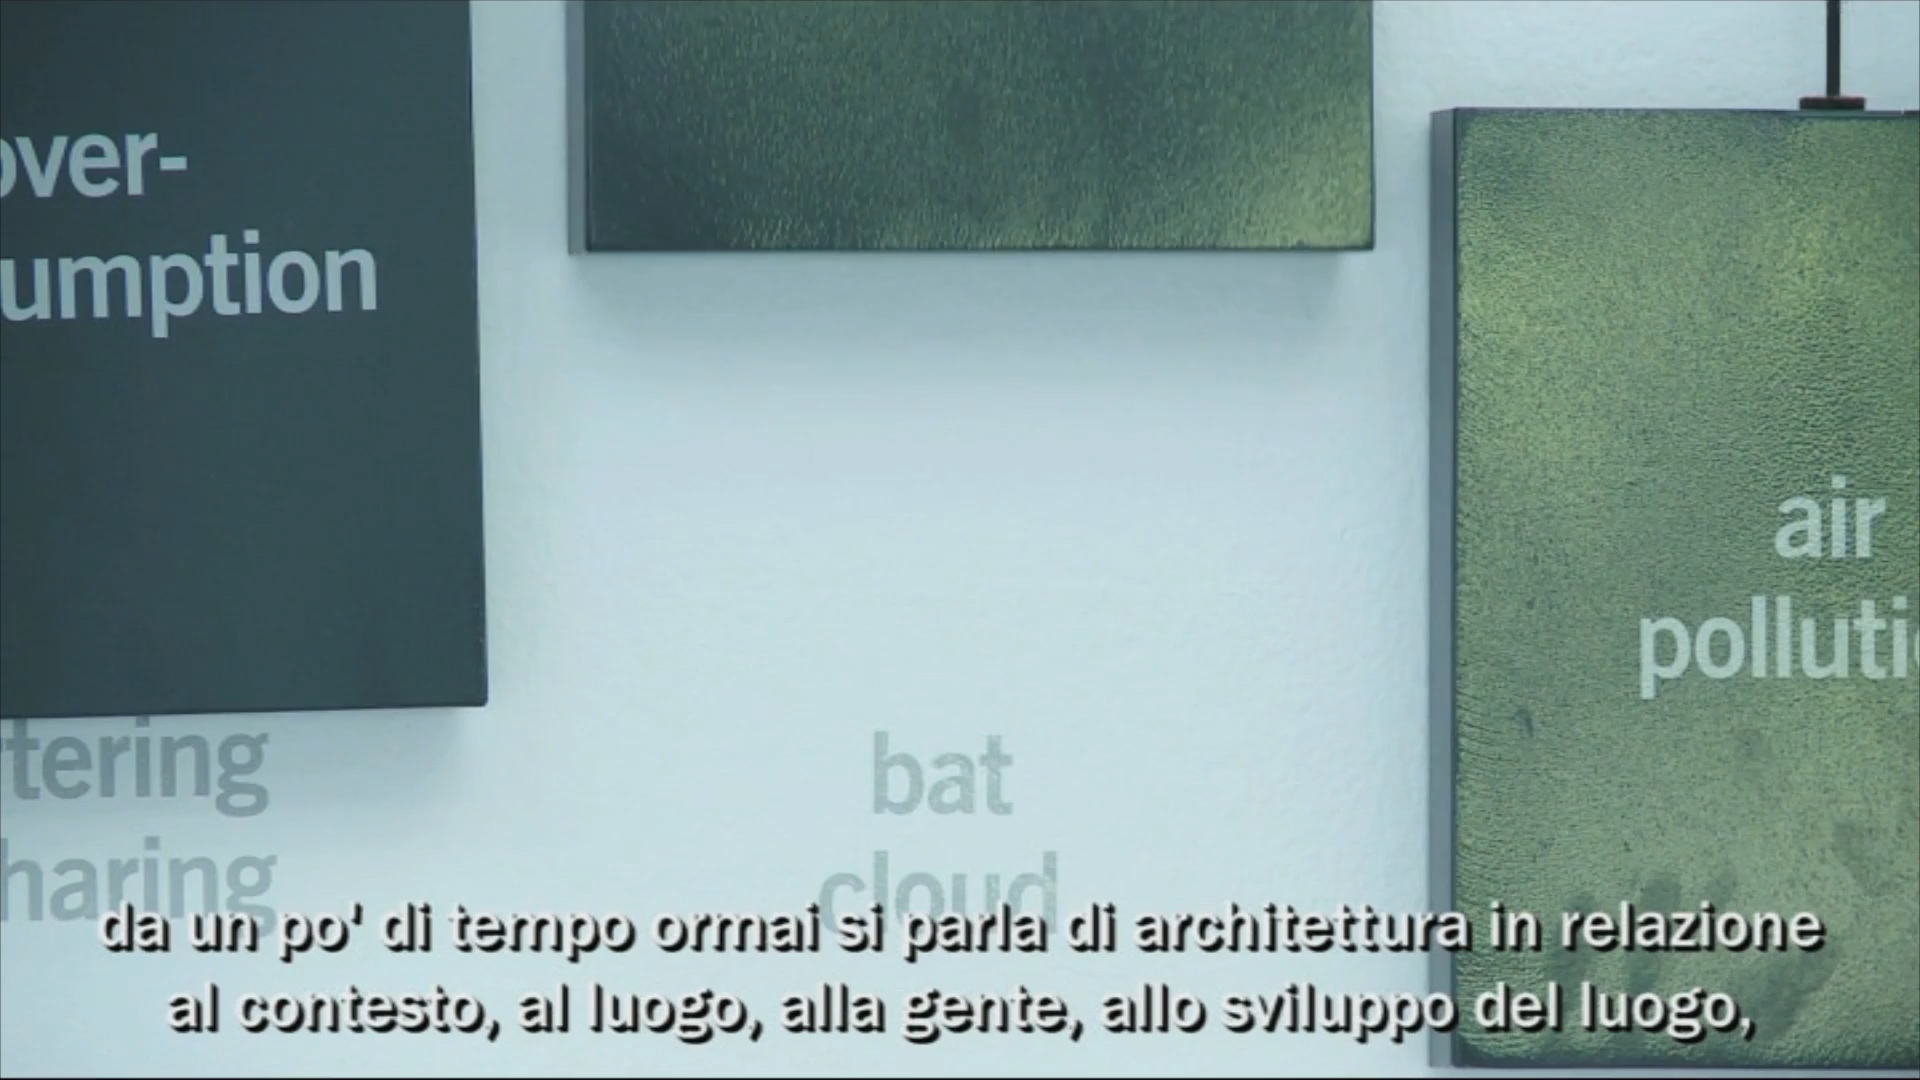 over-
umption
air
polluti
tering
haring
bat
cloud
da un po' di tempo ormai si parla di architettura in relazione
al contesto, al luogo, alla gente, allo sviluppo del luogo,